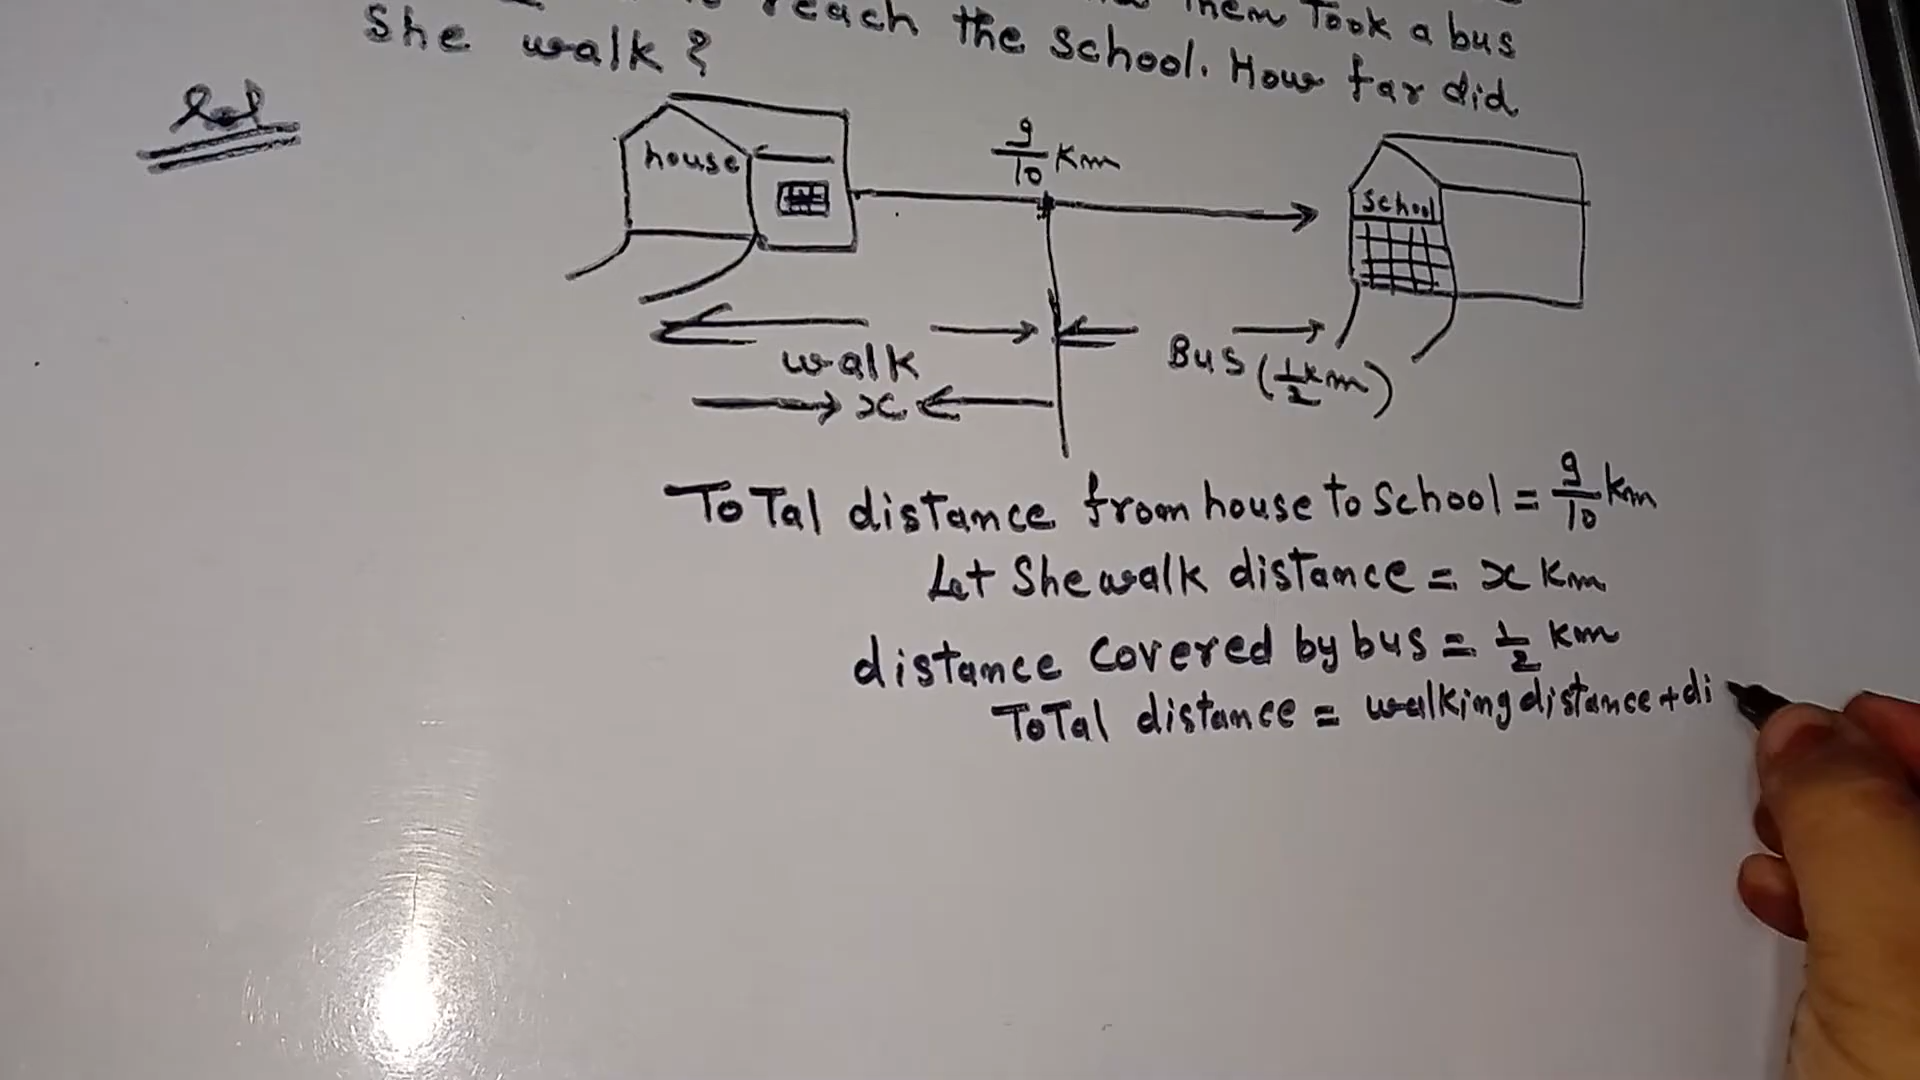 reach the school. How far did
them Took a bus
She walk?
Sol
house
9/10 Km
School
walk
Bus (1/2 km)
x
ToTal distance from house to School = 9/10 km
Let She walk distance = x Km
distance covered by bus = 1/2 km
ToTal distance = walking distance + di